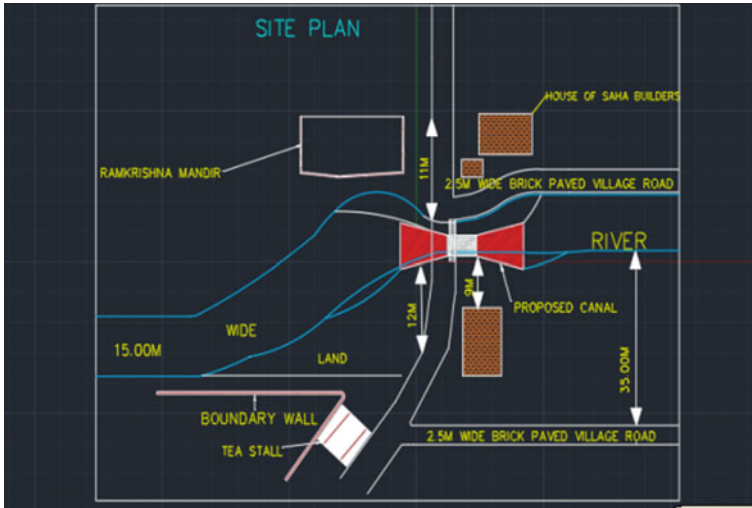 SITE PLAN
HOUSE OF SAHA BUILDERS
RAMKRISHNA MANDIR
11M
2.5M WIDE BRICK PAVED VILLAGE ROAD
RIVER
PROPOSED CANAL
9M
12M
WIDE
15.00M
LAND
35.00M
BOUNDARY WALL
TEA STALL
2.5M WIDE BRICK PAVED VILLAGE ROAD